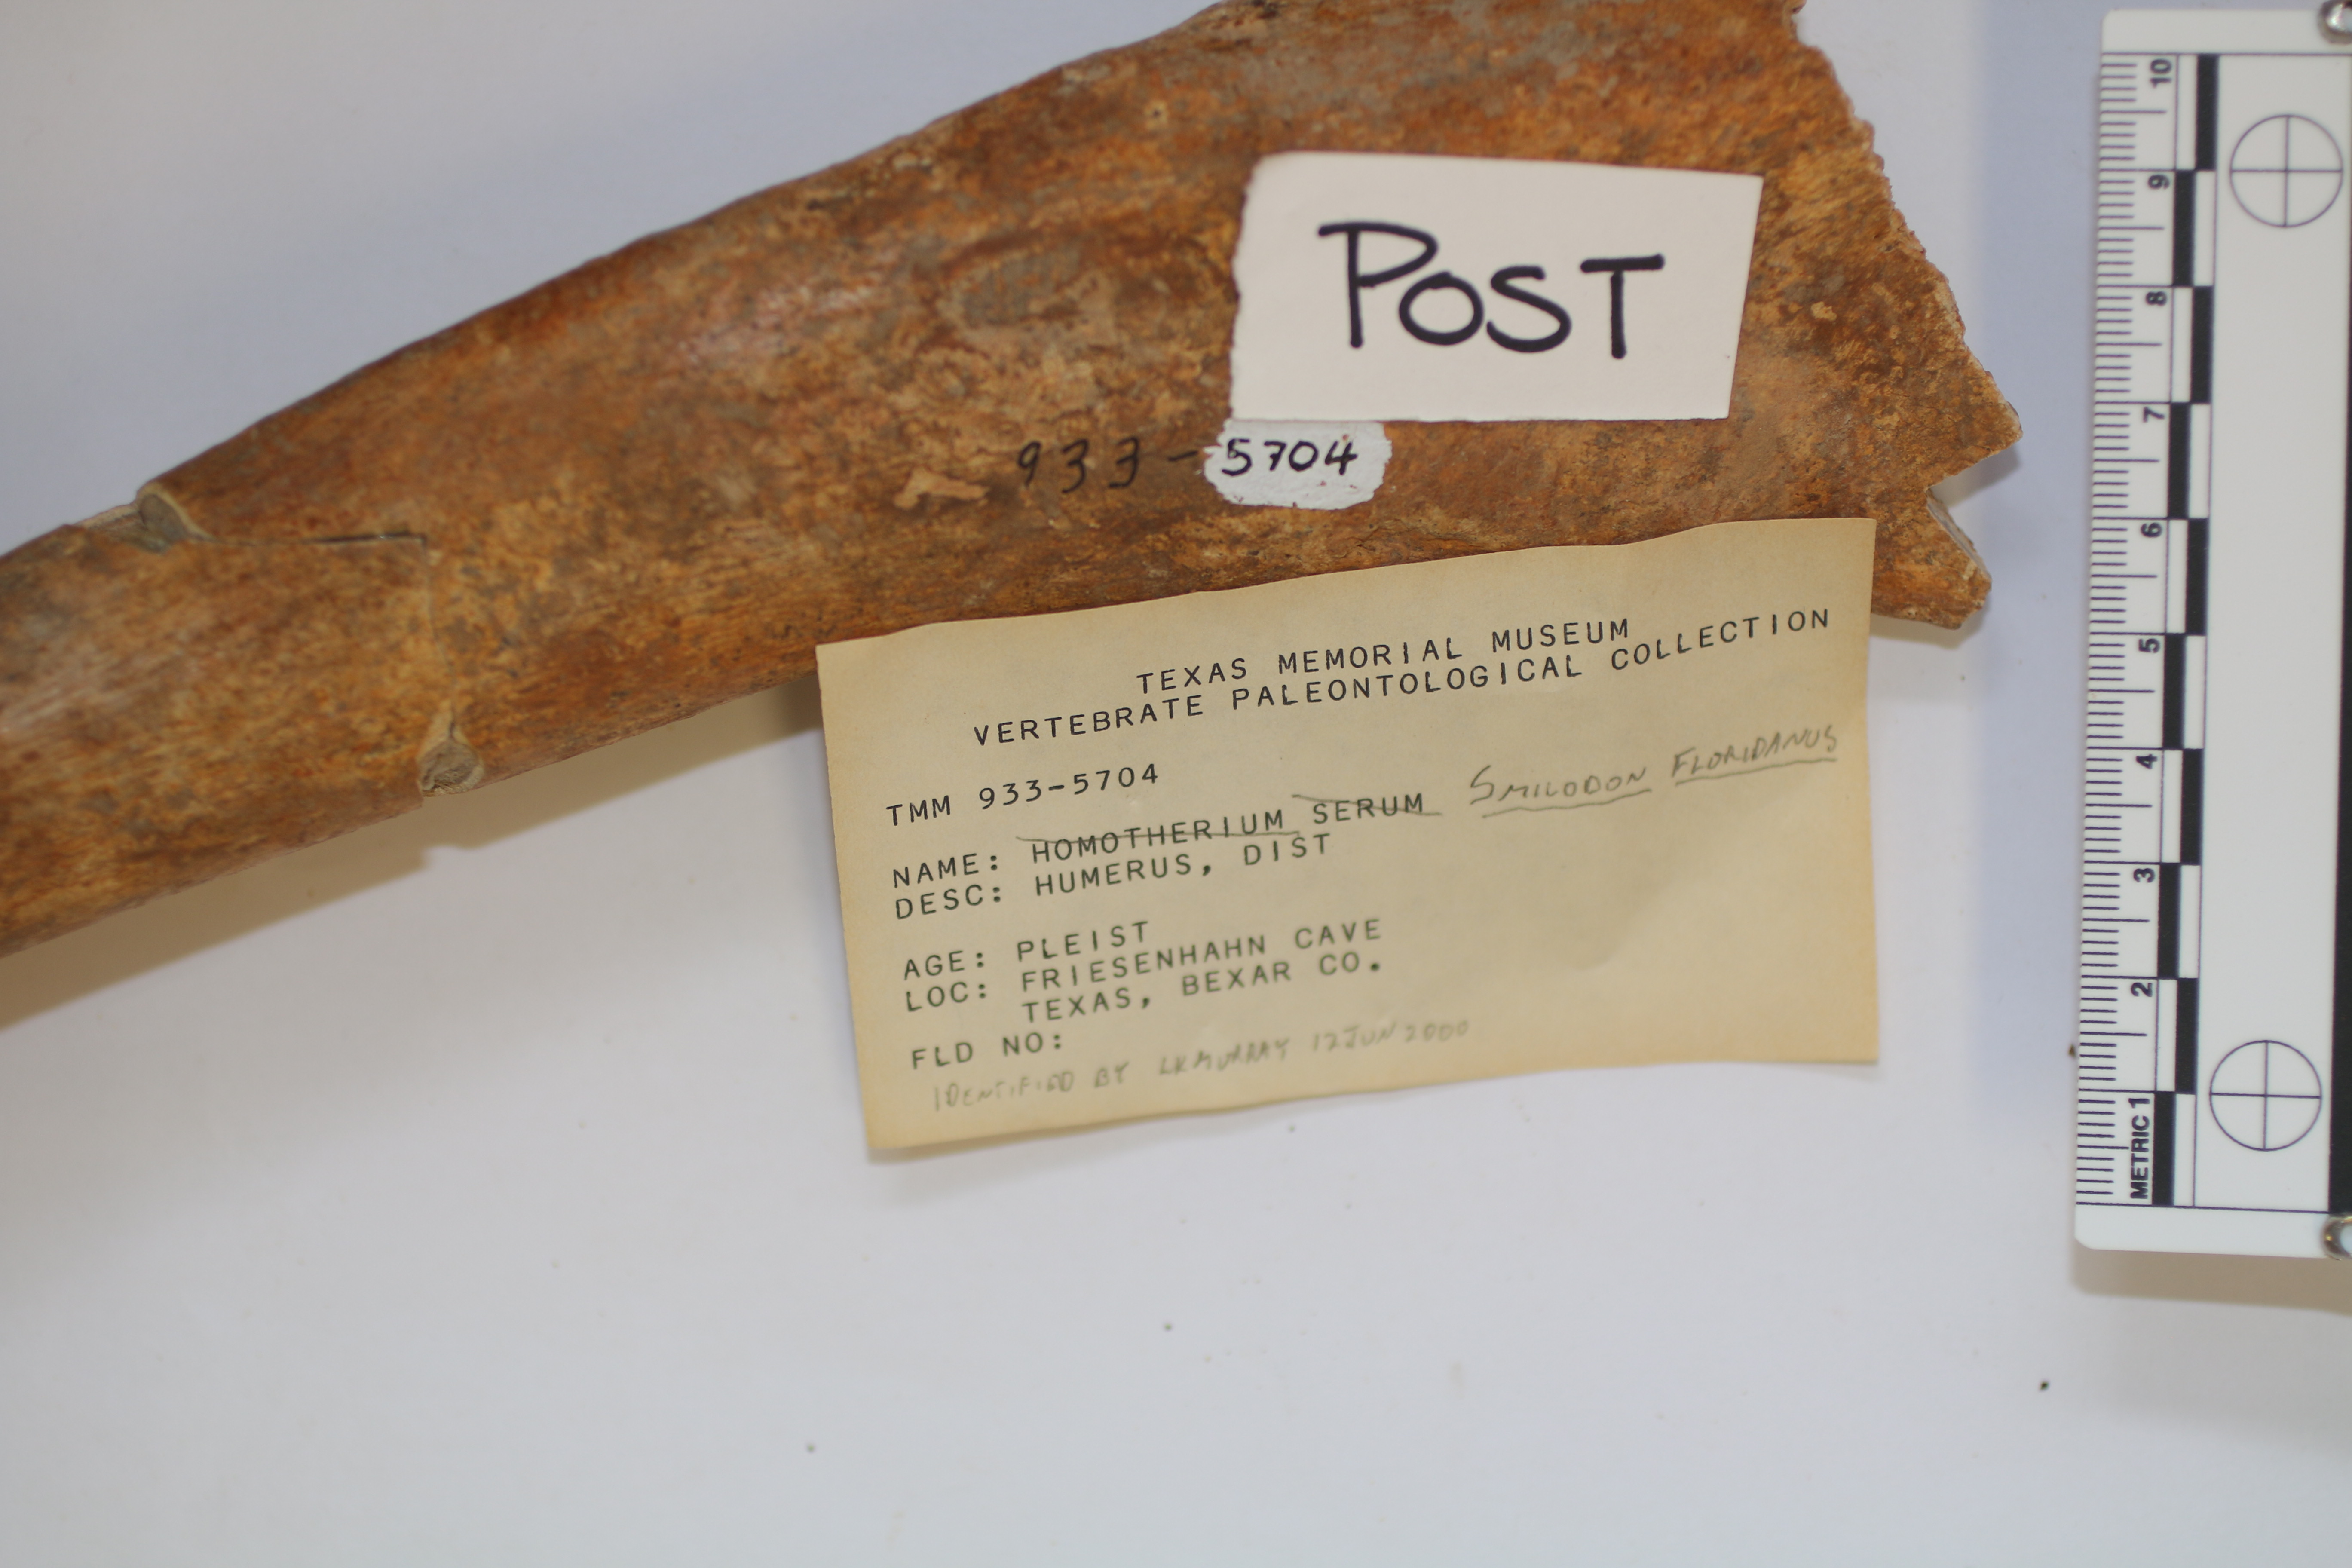 POST
933-5704
TEXAS MEMORIAL MUSEUM
VERTEBRATE PALEONTOLOGICAL COLLECTION
TMM 933-5704
NAME: HOMOTHERIUM SERUM SMILODON FLORIDANUS
DESC: HUMERUS, DIST
AGE: PLEIST
LOC: FRIESENHAHN CAVE
TEXAS, BEXAR CO.
FLD NO:
IDENTIFIED BY LKMURRAY 12JUN2000
10
9
8
7
6
5
4
3
2
METRIC 1